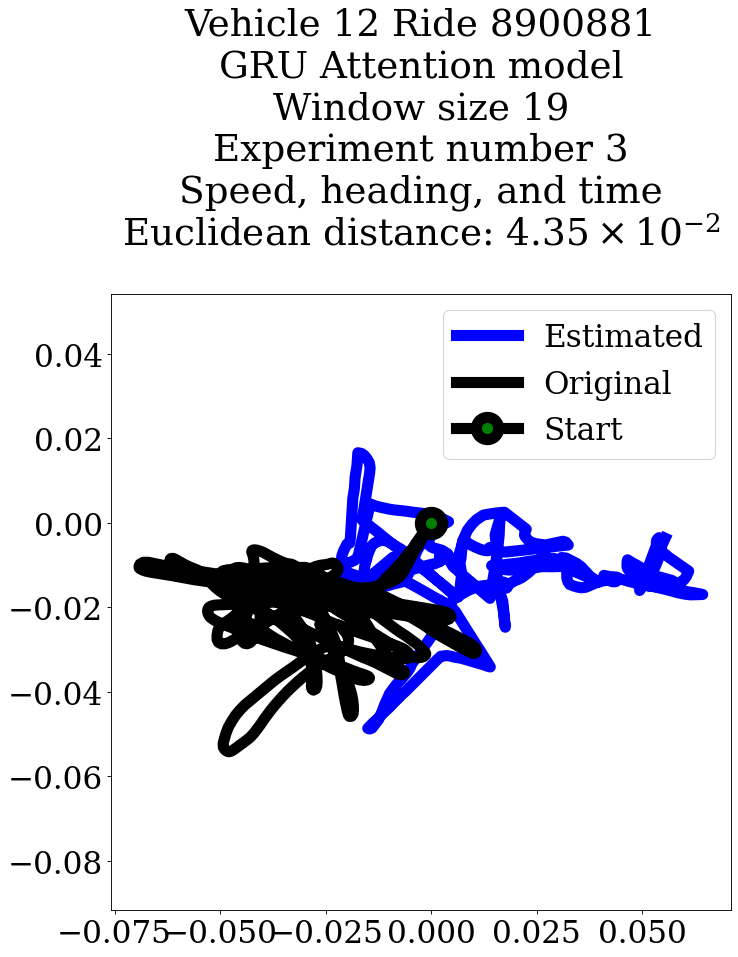 Vehicle 12 Ride 8900881
GRU Attention model
Window size 19
Experiment number 3
Speed, heading, and time
Euclidean distance: 4.35 × 10⁻²
Estimated
Original
Start
0.04
0.02
0.00
−0.02
−0.04
−0.06
−0.08
−0.075 −0.050 −0.025 0.000 0.025 0.050